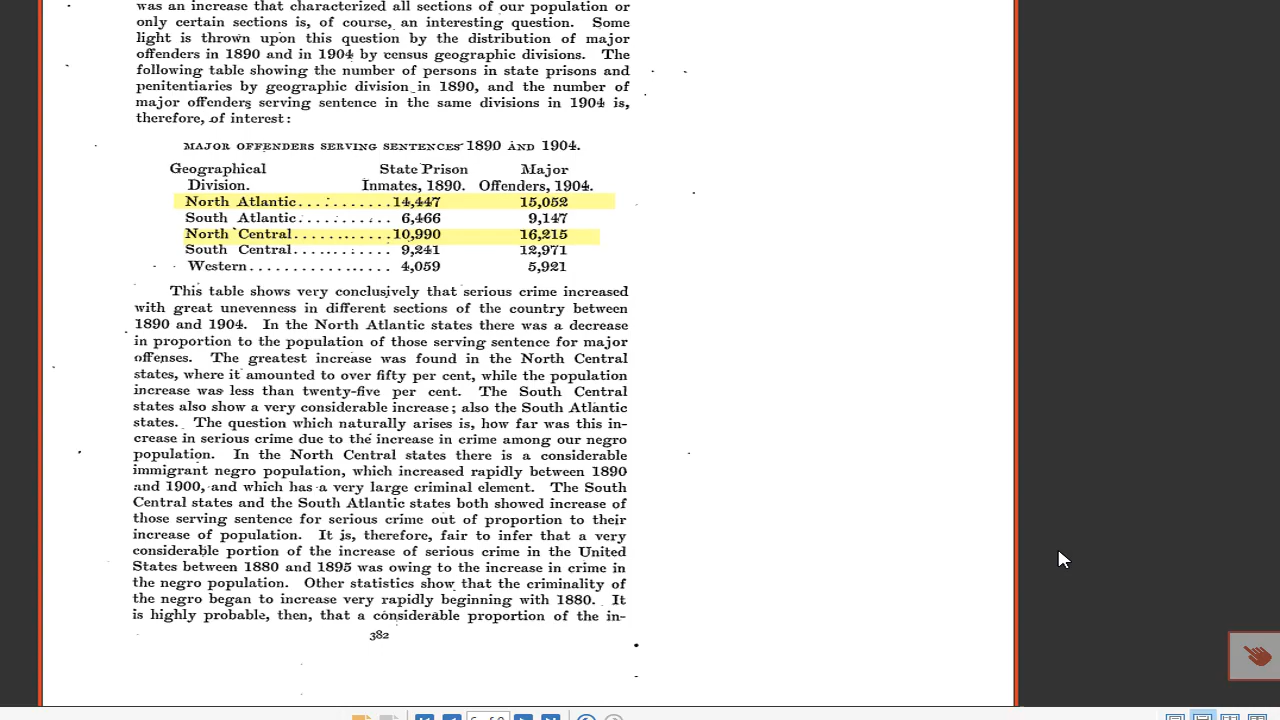 was an increase that characterized all sections of our population or
only certain sections is, of course, an interesting question. Some
light is thrown upon this question by the distribution of major
offenders in 1890 and in 1904 by census geographic divisions. The
following table showing the number of persons in state prisons and
penitentiaries by geographic division in 1890, and the number of
major offenders serving sentence in the same divisions in 1904 is,
therefore, of interest:
MAJOR OFFENDERS SERVING SENTENCES 1890 AND 1904.
Geographical State Prison Major
Division. Inmates, 1890. Offenders, 1904.
North Atlantic............14,447 15,052
South Atlantic............ 6,466 9,147
North Central............10,990 16,215
South Central............ 9,241 12,971
Western.................. 4,059 5,921
This table shows very conclusively that serious crime increased
with great unevenness in different sections of the country between
1890 and 1904. In the North Atlantic states there was a decrease
in proportion to the population of those serving sentence for major
offenses. The greatest increase was found in the North Central
states, where it amounted to over fifty per cent, while the population
increase was less than twenty-five per cent. The South Central
states also show a very considerable increase; also the South Atlantic
states. The question which naturally arises is, how far was this in-
crease in serious crime due to the increase in crime among our negro
population. In the North Central states there is a considerable
immigrant negro population, which increased rapidly between 1890
and 1900, and which has a very large criminal element. The South
Central states and the South Atlantic states both showed increase of
those serving sentence for serious crime out of proportion to their
increase of population. It is, therefore, fair to infer that a very
considerable portion of the increase of serious crime in the United
States between 1880 and 1895 was owing to the increase in crime in
the negro population. Other statistics show that the criminality of
the negro began to increase very rapidly beginning with 1880. It
is highly probable, then, that a considerable proportion of the in-
382